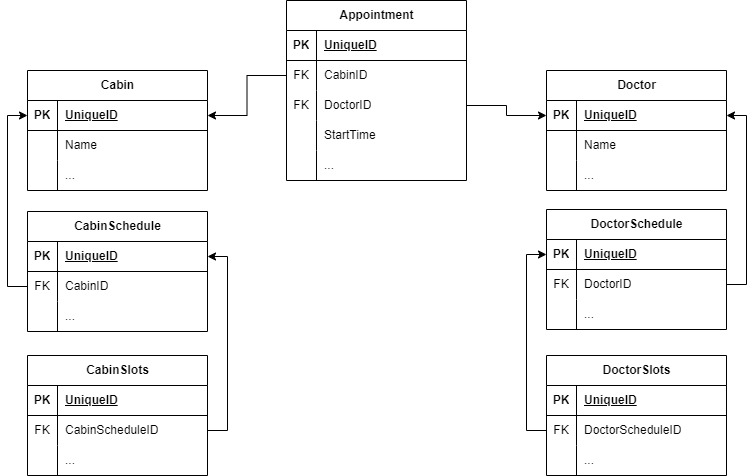 Appointment
PK UniqueID
FK CabinID
FK DoctorID
StartTime
...
Cabin
PK UniqueID
Name
...
Doctor
PK UniqueID
Name
...
CabinSchedule
PK UniqueID
FK CabinID
...
DoctorSchedule
PK UniqueID
FK DoctorID
...
CabinSlots
PK UniqueID
FK CabinScheduleID
...
DoctorSlots
PK UniqueID
FK DoctorScheduleID
...